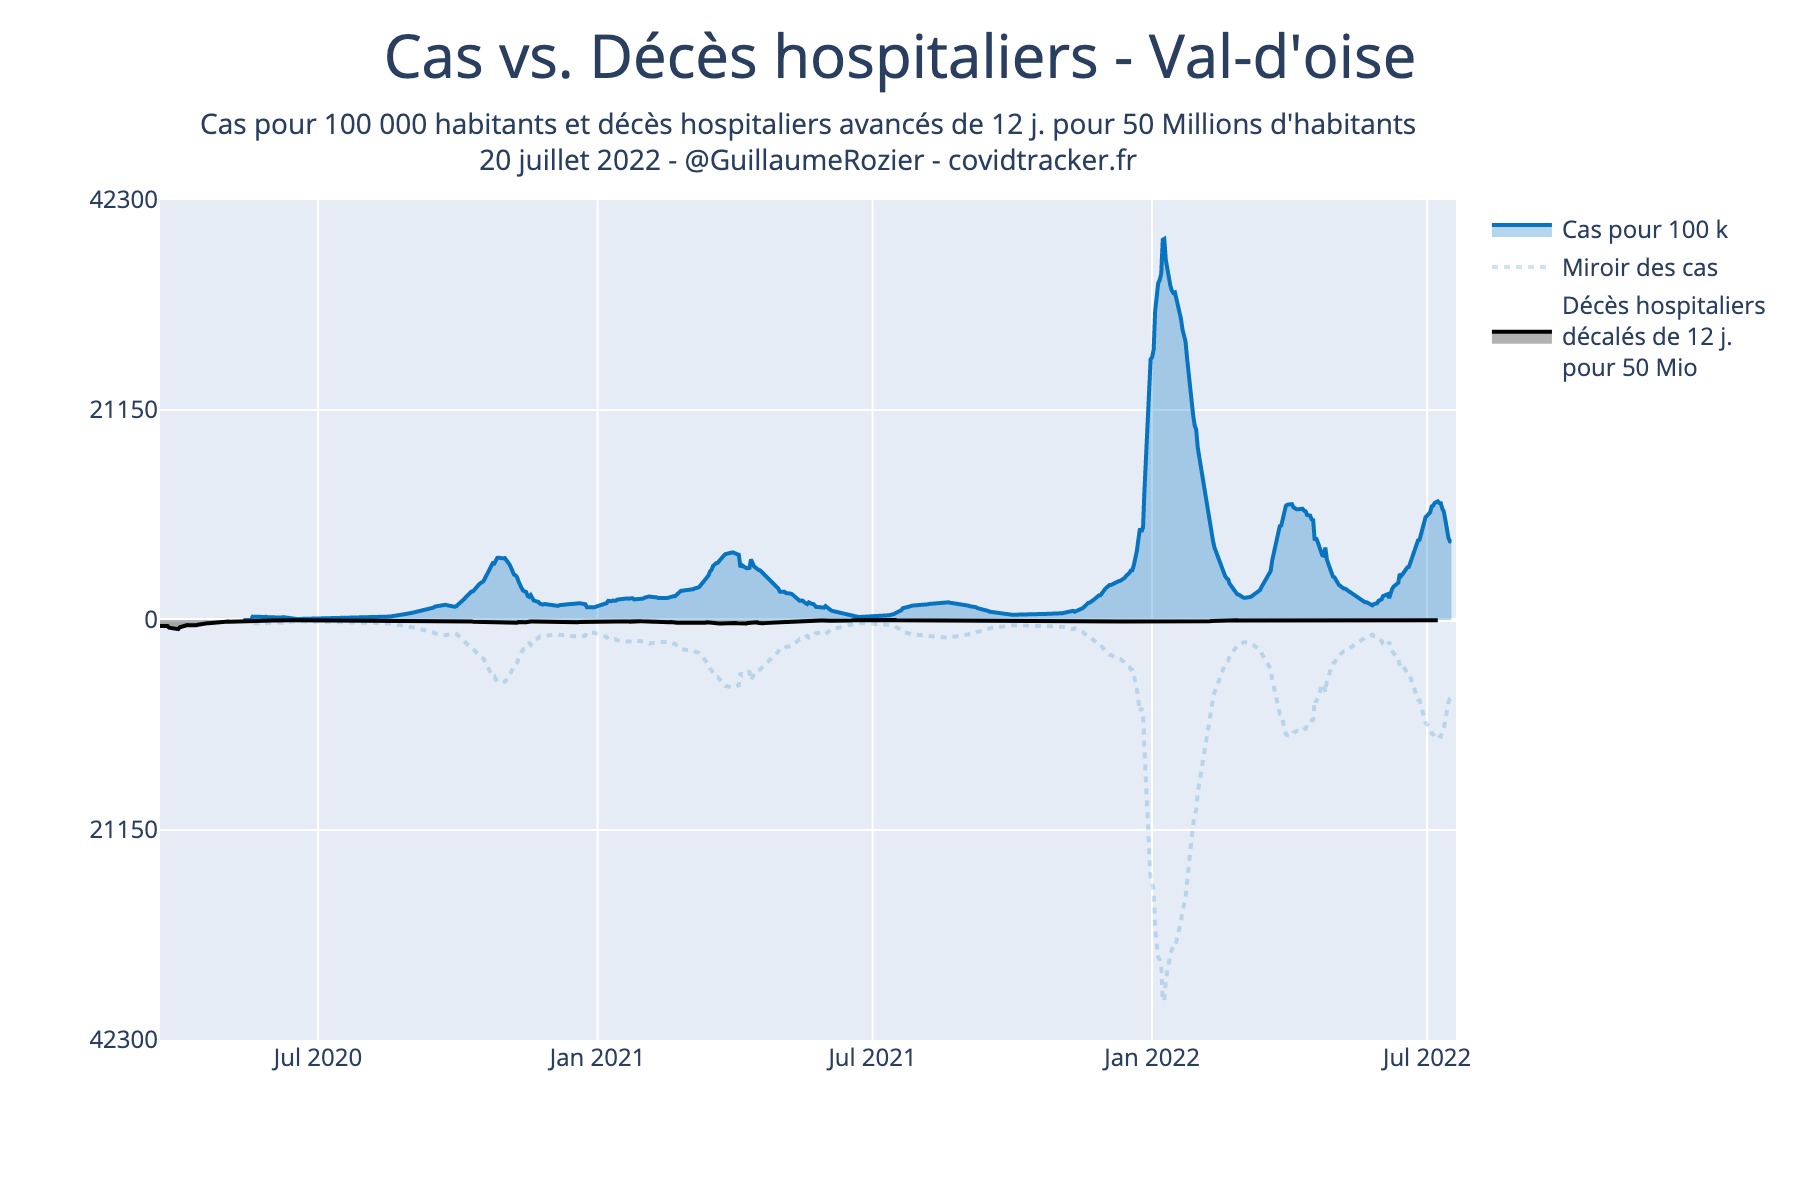 Cas vs. Décès hospitaliers - Val-d'oise
Cas pour 100 000 habitants et décès hospitaliers avancés de 12 j. pour 50 Millions d'habitants
20 juillet 2022 - @GuillaumeRozier - covidtracker.fr
42300
21150
0
21150
42300
Jul 2020
Jan 2021
Jul 2021
Jan 2022
Jul 2022
Cas pour 100 k
Miroir des cas
Décès hospitaliers
décalés de 12 j.
pour 50 Mio